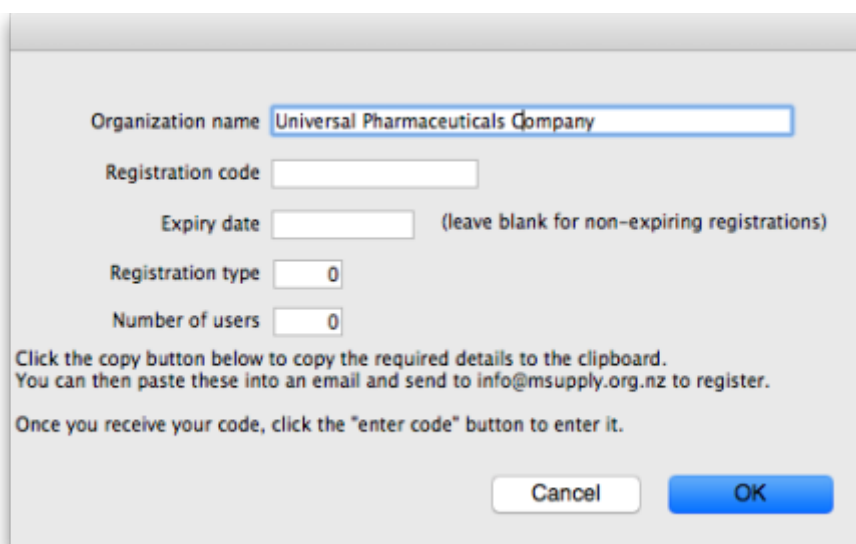 Organization name Universal Pharmaceuticals Company
Registration code
Expiry date (leave blank for non-expiring registrations)
Registration type 0
Number of users 0
Click the copy button below to copy the required details to the clipboard.
You can then paste these into an email and send to info@msupply.org.nz to register.
Once you receive your code, click the "enter code" button to enter it.
Cancel OK